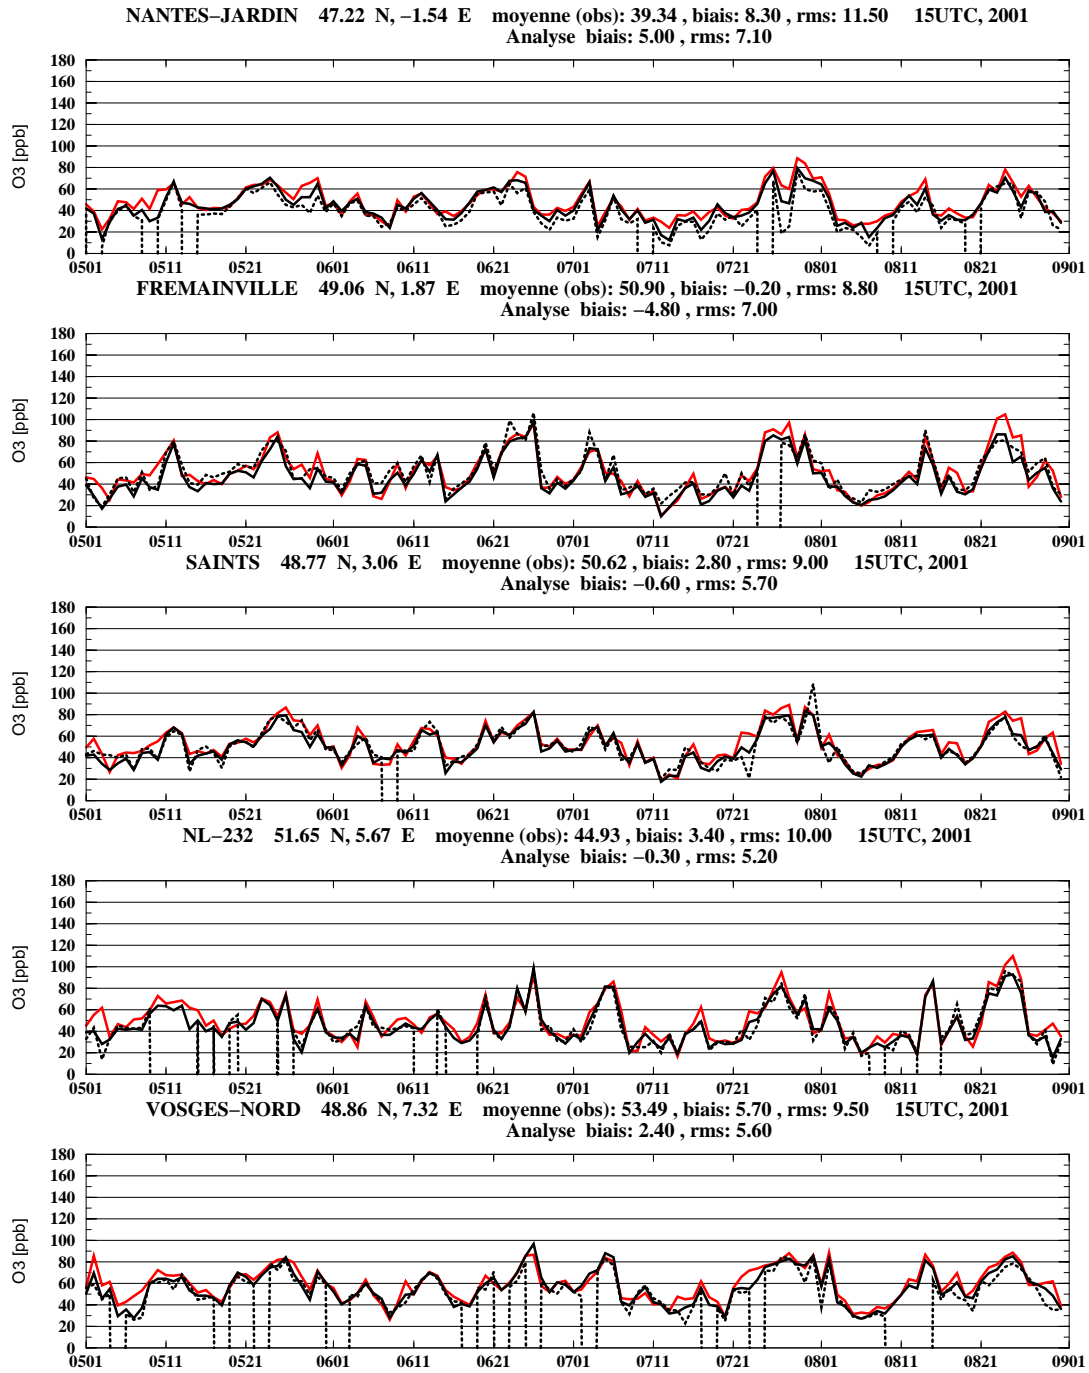 NANTES−JARDIN 47.22 N, −1.54 E moyenne (obs): 39.34 , biais: 8.30 , rms: 11.50 15UTC, 2001
Analyse biais: 5.00 , rms: 7.10
180
160
140
120
100
80
60
40
20
0
O3 [ppb]
0501 0511 0521 0601 0611 0621 0701 0711 0721 0801 0811 0821 0901
FREMAINVILLE 49.06 N, 1.87 E moyenne (obs): 50.90 , biais: −0.20 , rms: 8.80 15UTC, 2001
Analyse biais: −4.80 , rms: 7.00
180
160
140
120
100
80
60
40
20
0
O3 [ppb]
0501 0511 0521 0601 0611 0621 0701 0711 0721 0801 0811 0821 0901
SAINTS 48.77 N, 3.06 E moyenne (obs): 50.62 , biais: 2.80 , rms: 9.00 15UTC, 2001
Analyse biais: −0.60 , rms: 5.70
180
160
140
120
100
80
60
40
20
0
O3 [ppb]
0501 0511 0521 0601 0611 0621 0701 0711 0721 0801 0811 0821 0901
NL−232 51.65 N, 5.67 E moyenne (obs): 44.93 , biais: 3.40 , rms: 10.00 15UTC, 2001
Analyse biais: −0.30 , rms: 5.20
180
160
140
120
100
80
60
40
20
0
O3 [ppb]
0501 0511 0521 0601 0611 0621 0701 0711 0721 0801 0811 0821 0901
VOSGES−NORD 48.86 N, 7.32 E moyenne (obs): 53.49 , biais: 5.70 , rms: 9.50 15UTC, 2001
Analyse biais: 2.40 , rms: 5.60
180
160
140
120
100
80
60
40
20
0
O3 [ppb]
0501 0511 0521 0601 0611 0621 0701 0711 0721 0801 0811 0821 0901